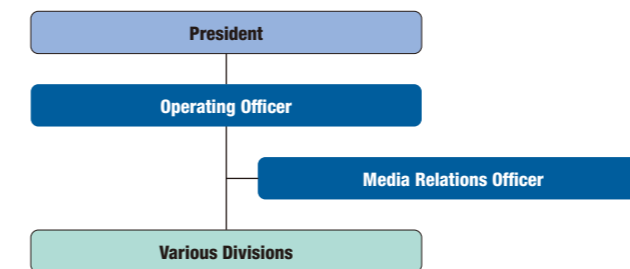 President
Operating Officer
Media Relations Officer
Various Divisions